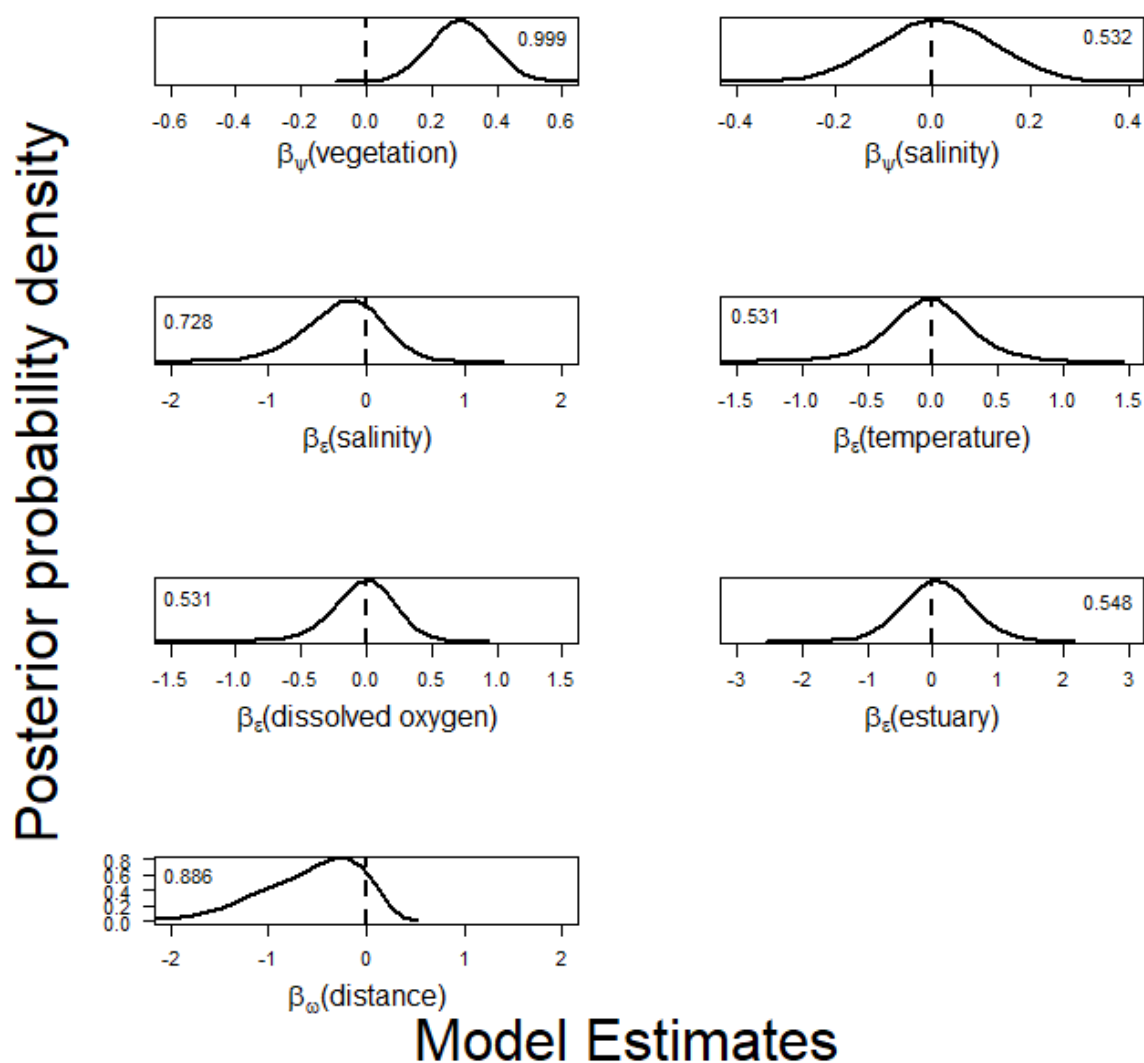 Posterior probability density
0.999
-0.6 -0.4 -0.2 0.0 0.2 0.4 0.6
βψ(vegetation)
0.532
-0.4 -0.2 0.0 0.2 0.4
βψ(salinity)
0.728
-2 -1 0 1 2
βε(salinity)
0.531
-1.5 -1.0 -0.5 0.0 0.5 1.0 1.5
βε(temperature)
0.531
-1.5 -1.0 -0.5 0.0 0.5 1.0 1.5
βε(dissolved oxygen)
0.548
-3 -2 -1 0 1 2 3
βε(estuary)
0.8
0.6
0.4
0.2
0.0
0.886
-2 -1 0 1 2
βω(distance)
Model Estimates